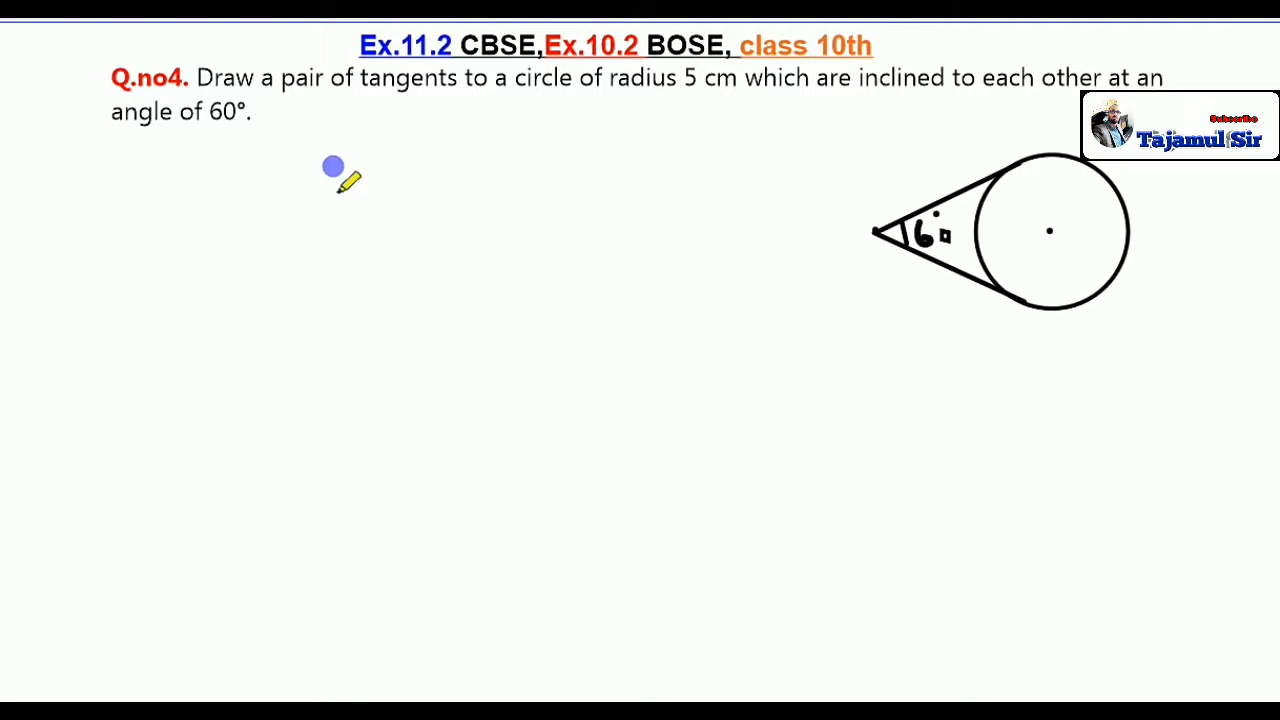 Ex.11.2 CBSE,Ex.10.2 BOSE, class 10th
Q.no4. Draw a pair of tangents to a circle of radius 5 cm which are inclined to each other at an
angle of 60°.
Subscribe
Tajamul Sir
60°